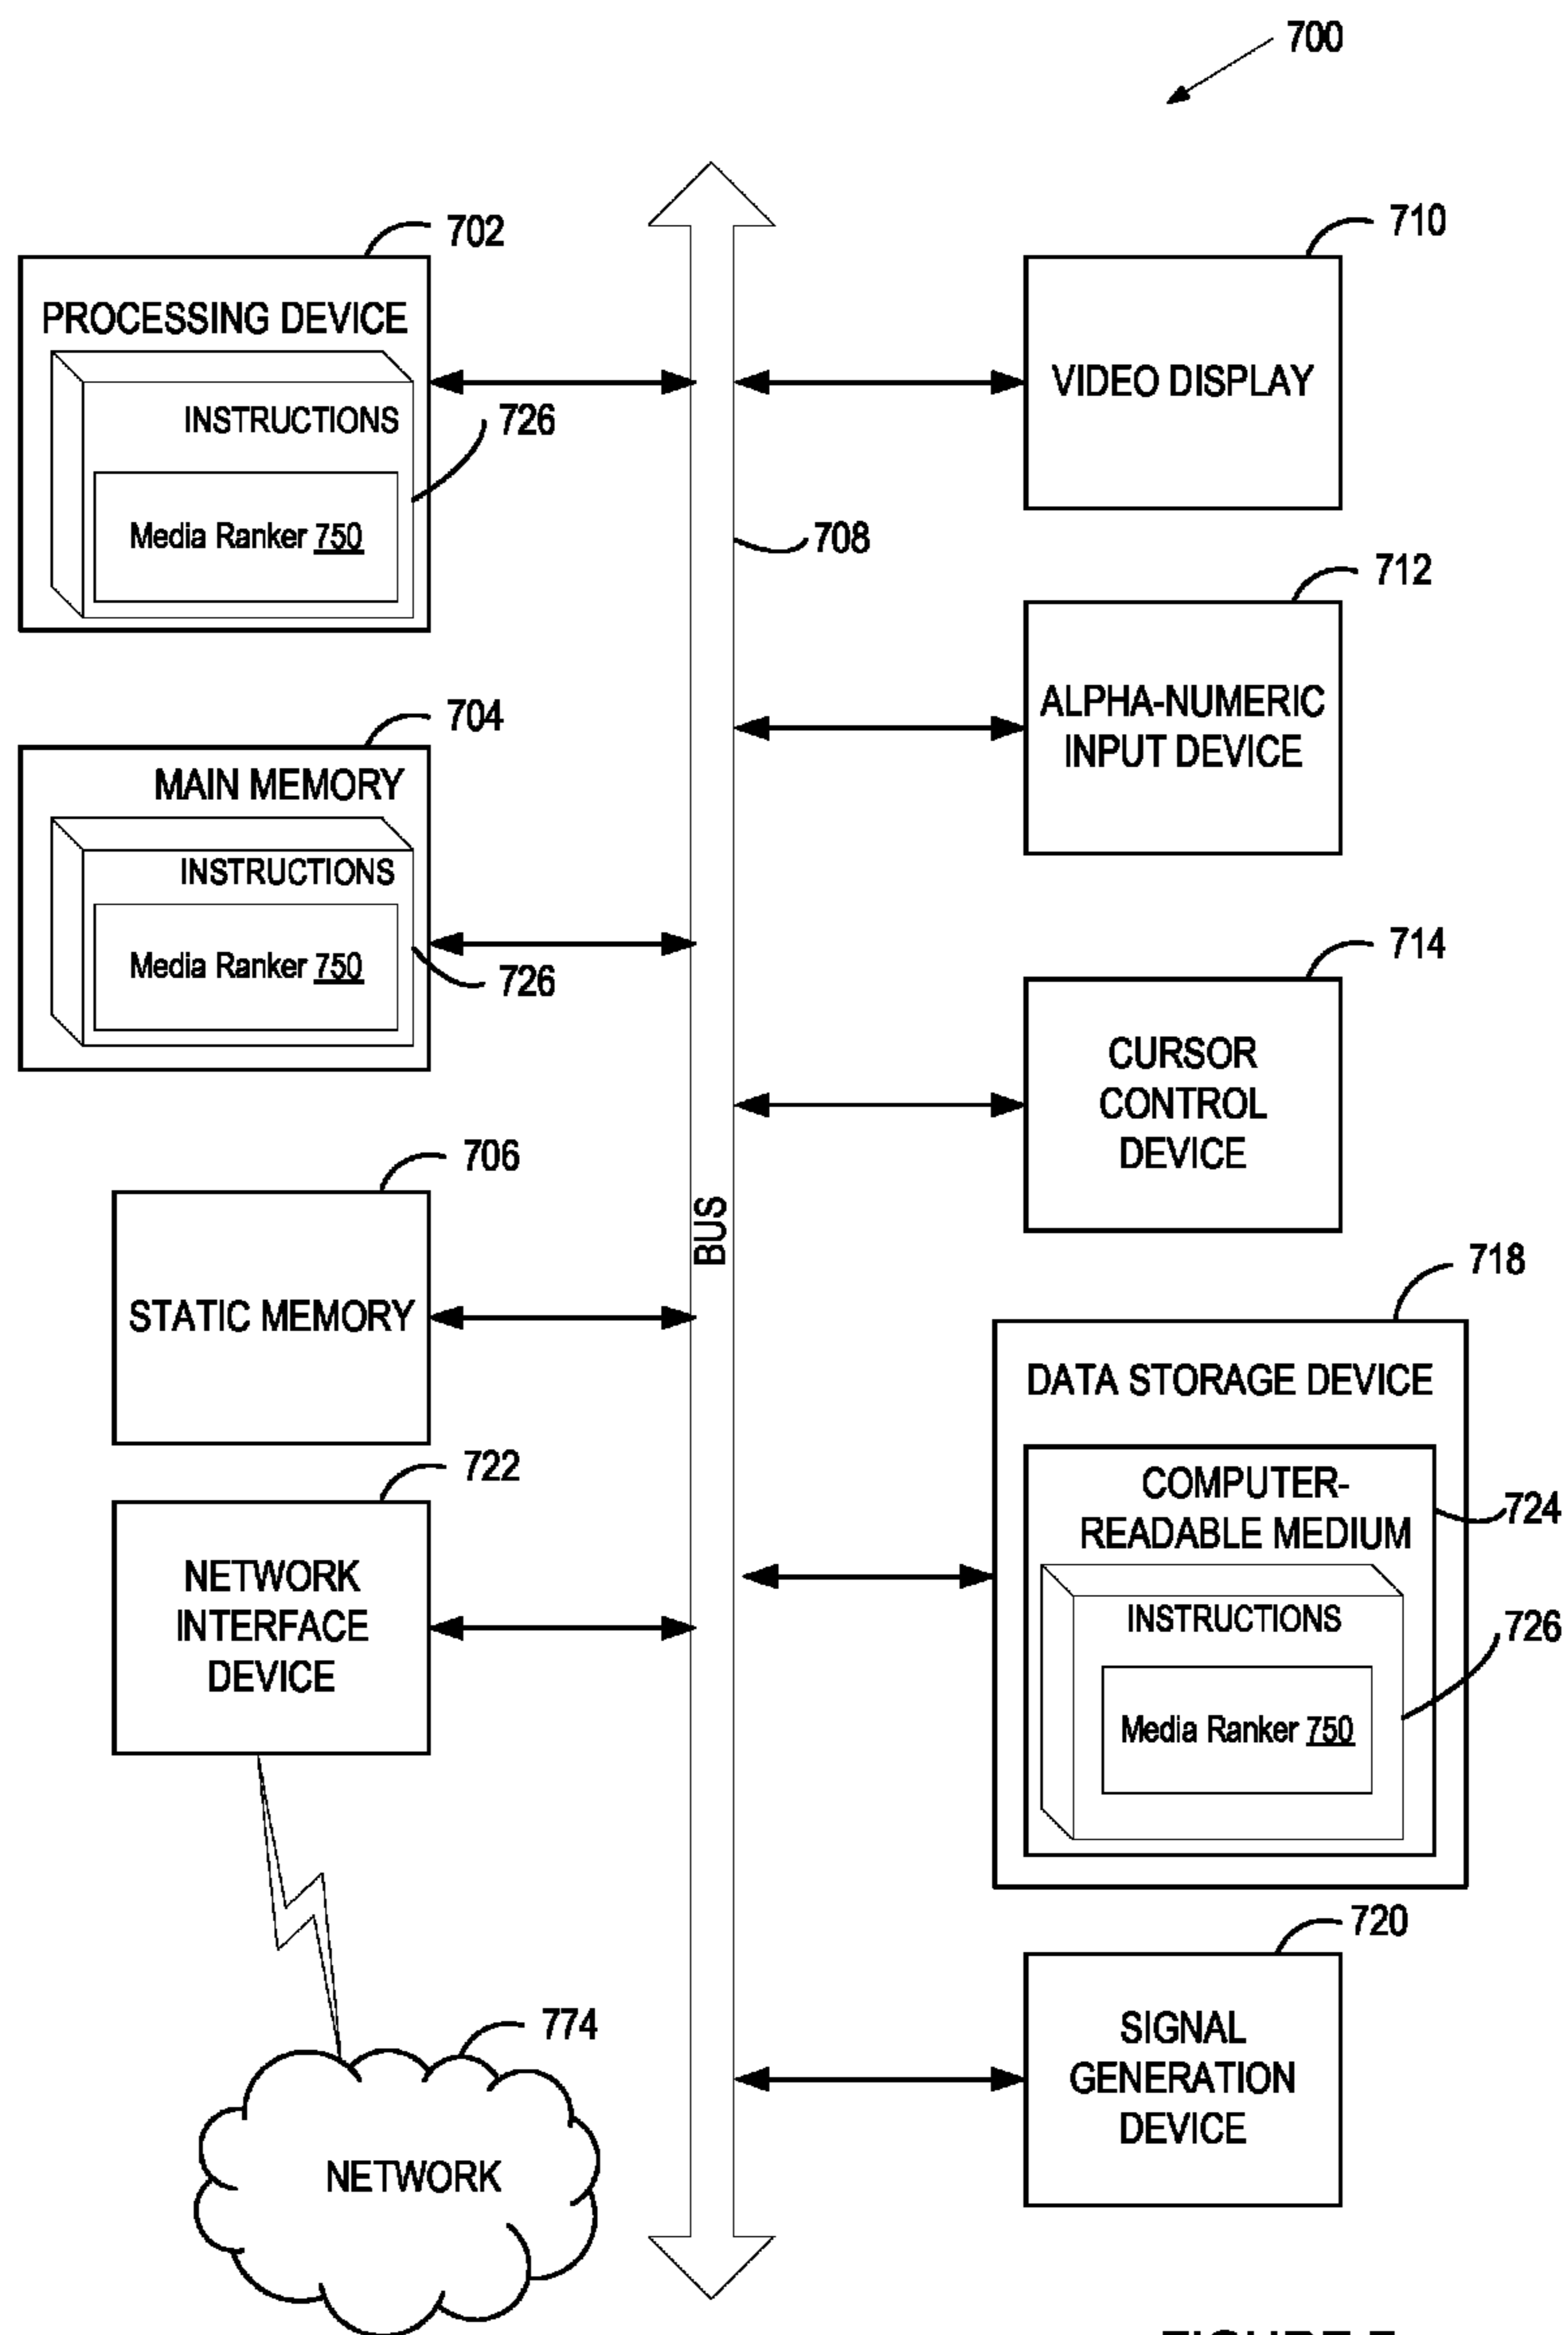 700
702
PROCESSING DEVICE
INSTRUCTIONS
726
Media Ranker 750
704
MAIN MEMORY
INSTRUCTIONS
Media Ranker 750
726
706
STATIC MEMORY
722
NETWORK
INTERFACE
DEVICE
774
NETWORK
708
BUS
710
VIDEO DISPLAY
712
ALPHA-NUMERIC
INPUT DEVICE
714
CURSOR
CONTROL
DEVICE
718
DATA STORAGE DEVICE
COMPUTER-
READABLE MEDIUM
724
INSTRUCTIONS
726
Media Ranker 750
720
SIGNAL
GENERATION
DEVICE